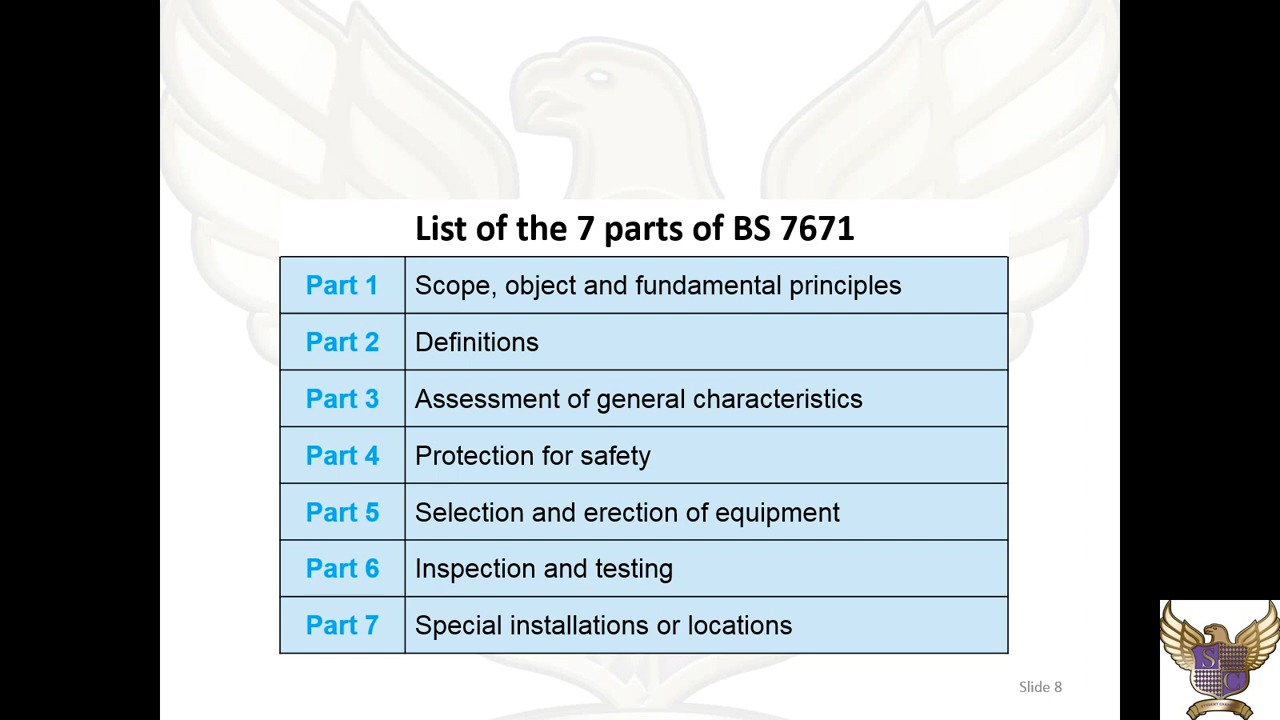 List of the 7 parts of BS 7671
Part 1 Scope, object and fundamental principles
Part 2 Definitions
Part 3 Assessment of general characteristics
Part 4 Protection for safety
Part 5 Selection and erection of equipment
Part 6 Inspection and testing
Part 7 Special installations or locations
Slide 8
S
C